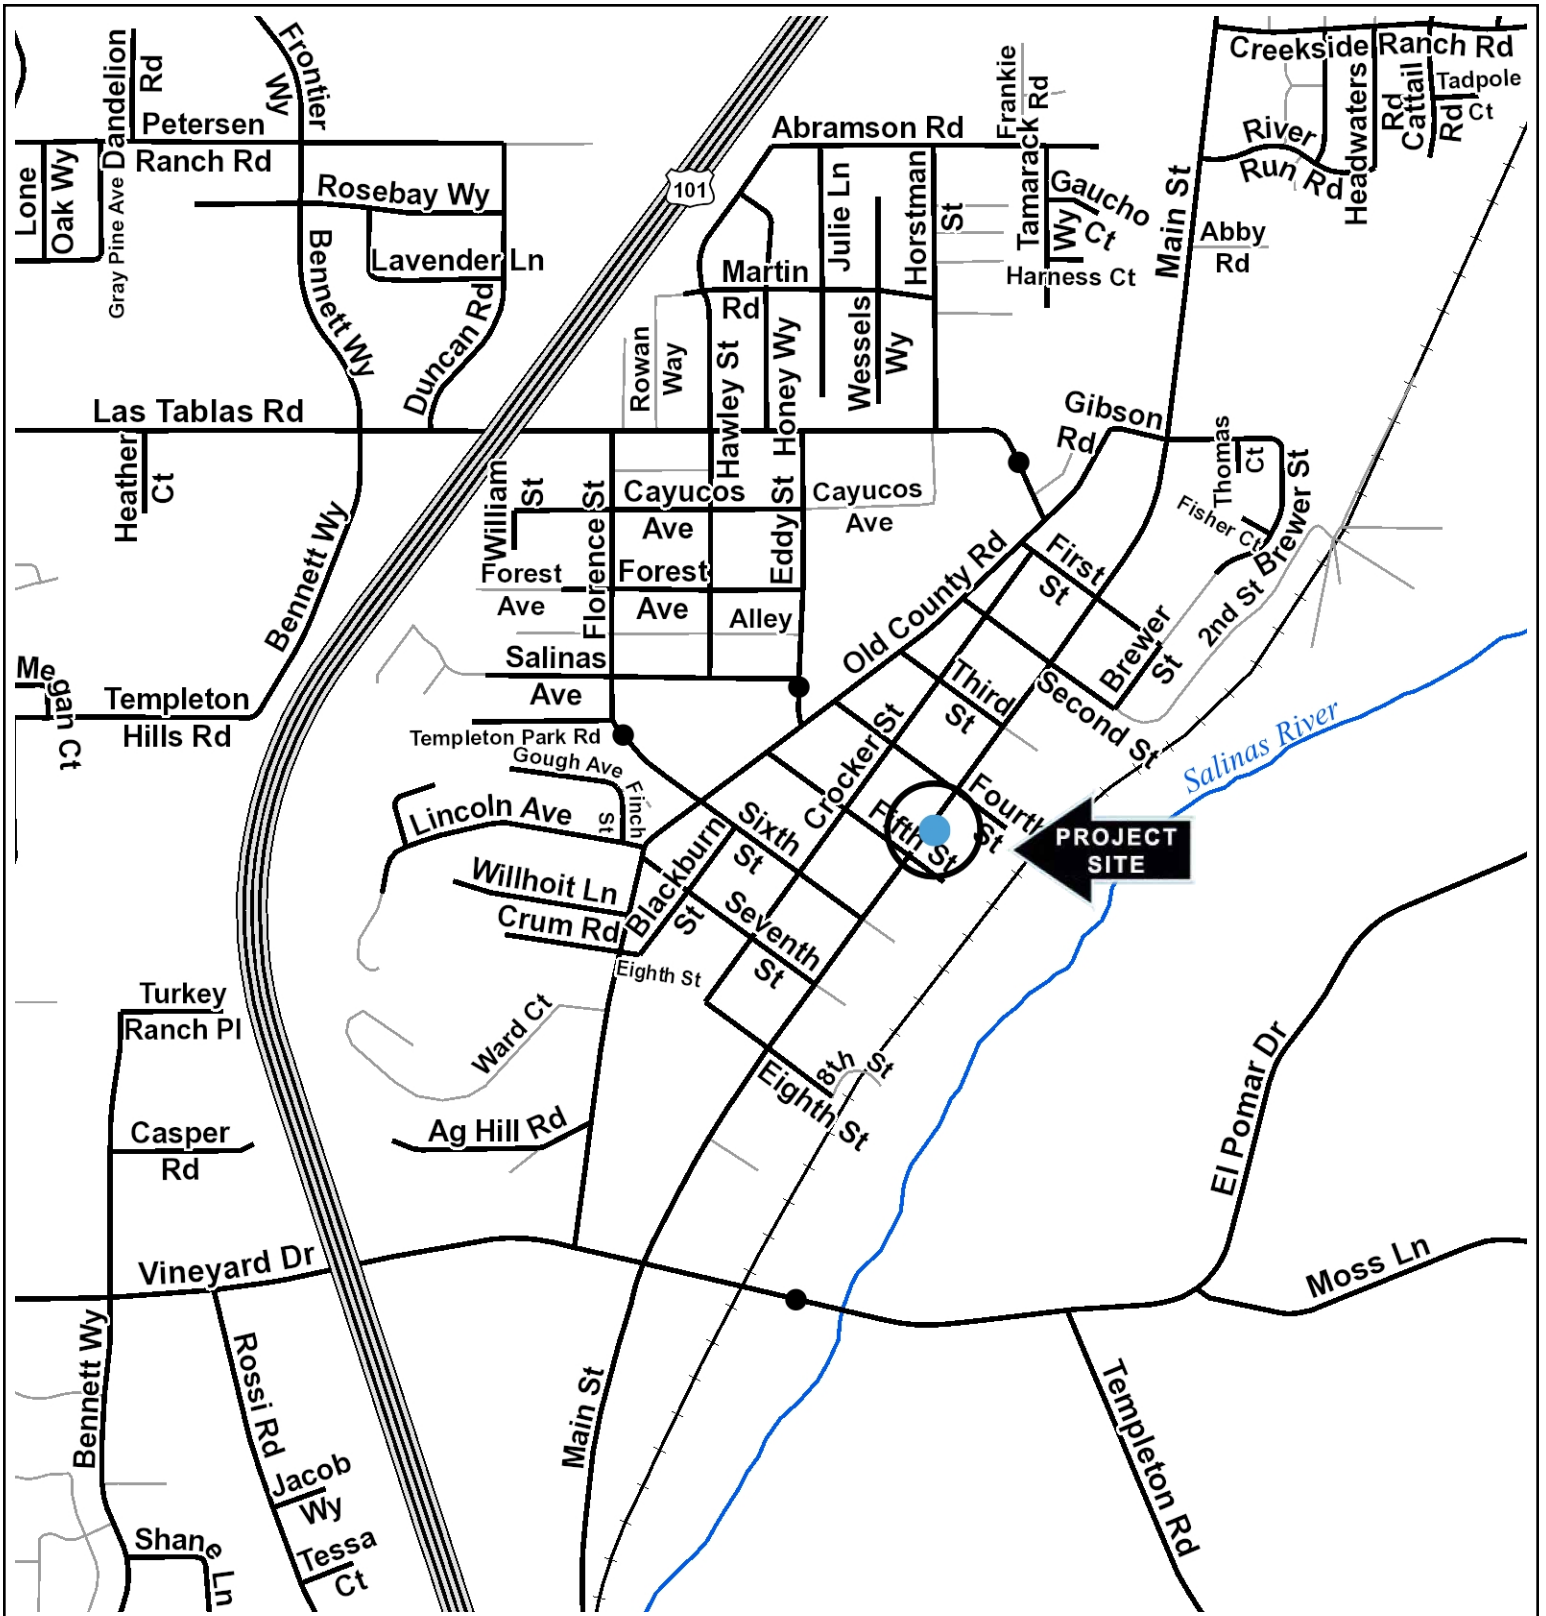 Creekside Ranch Rd
Frontier
Wy
Dandelion
Rd
Frankie
Rd
Headwaters
Rd
Cattail
Rd
Tadpole
Ct
Petersen
Ranch Rd
Abramson Rd
River
Run Rd
Lone
Oak Wy
Gray Pine Ave
Rosebay Wy
101
Julie Ln
Horstman
St
Tamarack
Wy
Gaucho
Ct
Main St
Abby
Rd
Lavender Ln
Harness Ct
Bennett Wy
Duncan Rd
Martin
Rd
Rowan
Way
Hawley St
Honey Wy
Wessels
Wy
Las Tablas Rd
Gibson
Rd
Heather
Ct
William
St
Florence St
Cayucos
Ave
Eddy St
Cayucos
Ave
Thomas
Ct
Brewer St
Fisher Ct
Bennett Wy
Forest
Ave
Forest
Ave
Alley
Old County Rd
First
St
Brewer
St
2nd St
Salinas
Ave
Megan Ct
Templeton
Hills Rd
Templeton Park Rd
Third
St
Second St
Salinas River
Gough Ave
Finch
St
Crocker St
Fourth
St
Lincoln Ave
Sixth
St
Fifth St
PROJECT
SITE
Willhoit Ln
Blackburn
St
Crum Rd
Seventh
St
Eighth St
Turkey
Ranch Pl
Ward Ct
8th St
Eighth St
El Pomar Dr
Casper
Rd
Ag Hill Rd
Vineyard Dr
Moss Ln
Bennett Wy
Rossi Rd
Main St
Templeton Rd
Jacob
Wy
Shane
Ln
Tessa
Ct